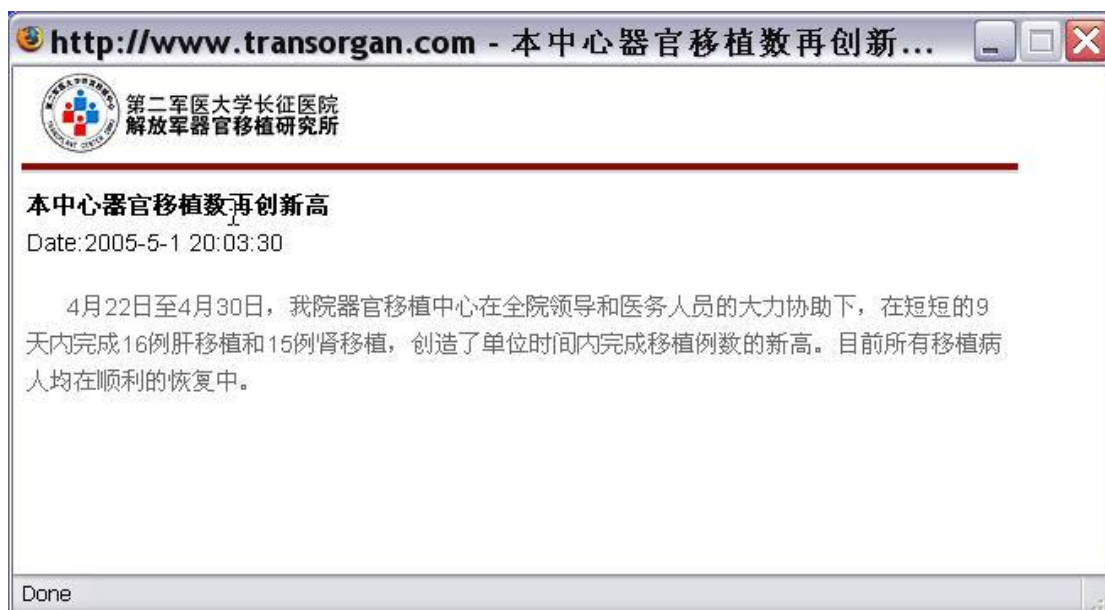 http://www.transorgan.com - 本中心器官移植数再创新...
第二军医大学长征医院
解放军器官移植研究所
本中心器官移植数再创新高
Date:2005-5-1 20:03:30
4月22日至4月30日，我院器官移植中心在全院领导和医务人员的大力协助下，在短短的9
天内完成16例肝移植和15例肾移植，创造了单位时间内完成移植例数的新高。目前所有移植病
人均在顺利的恢复中。
Done